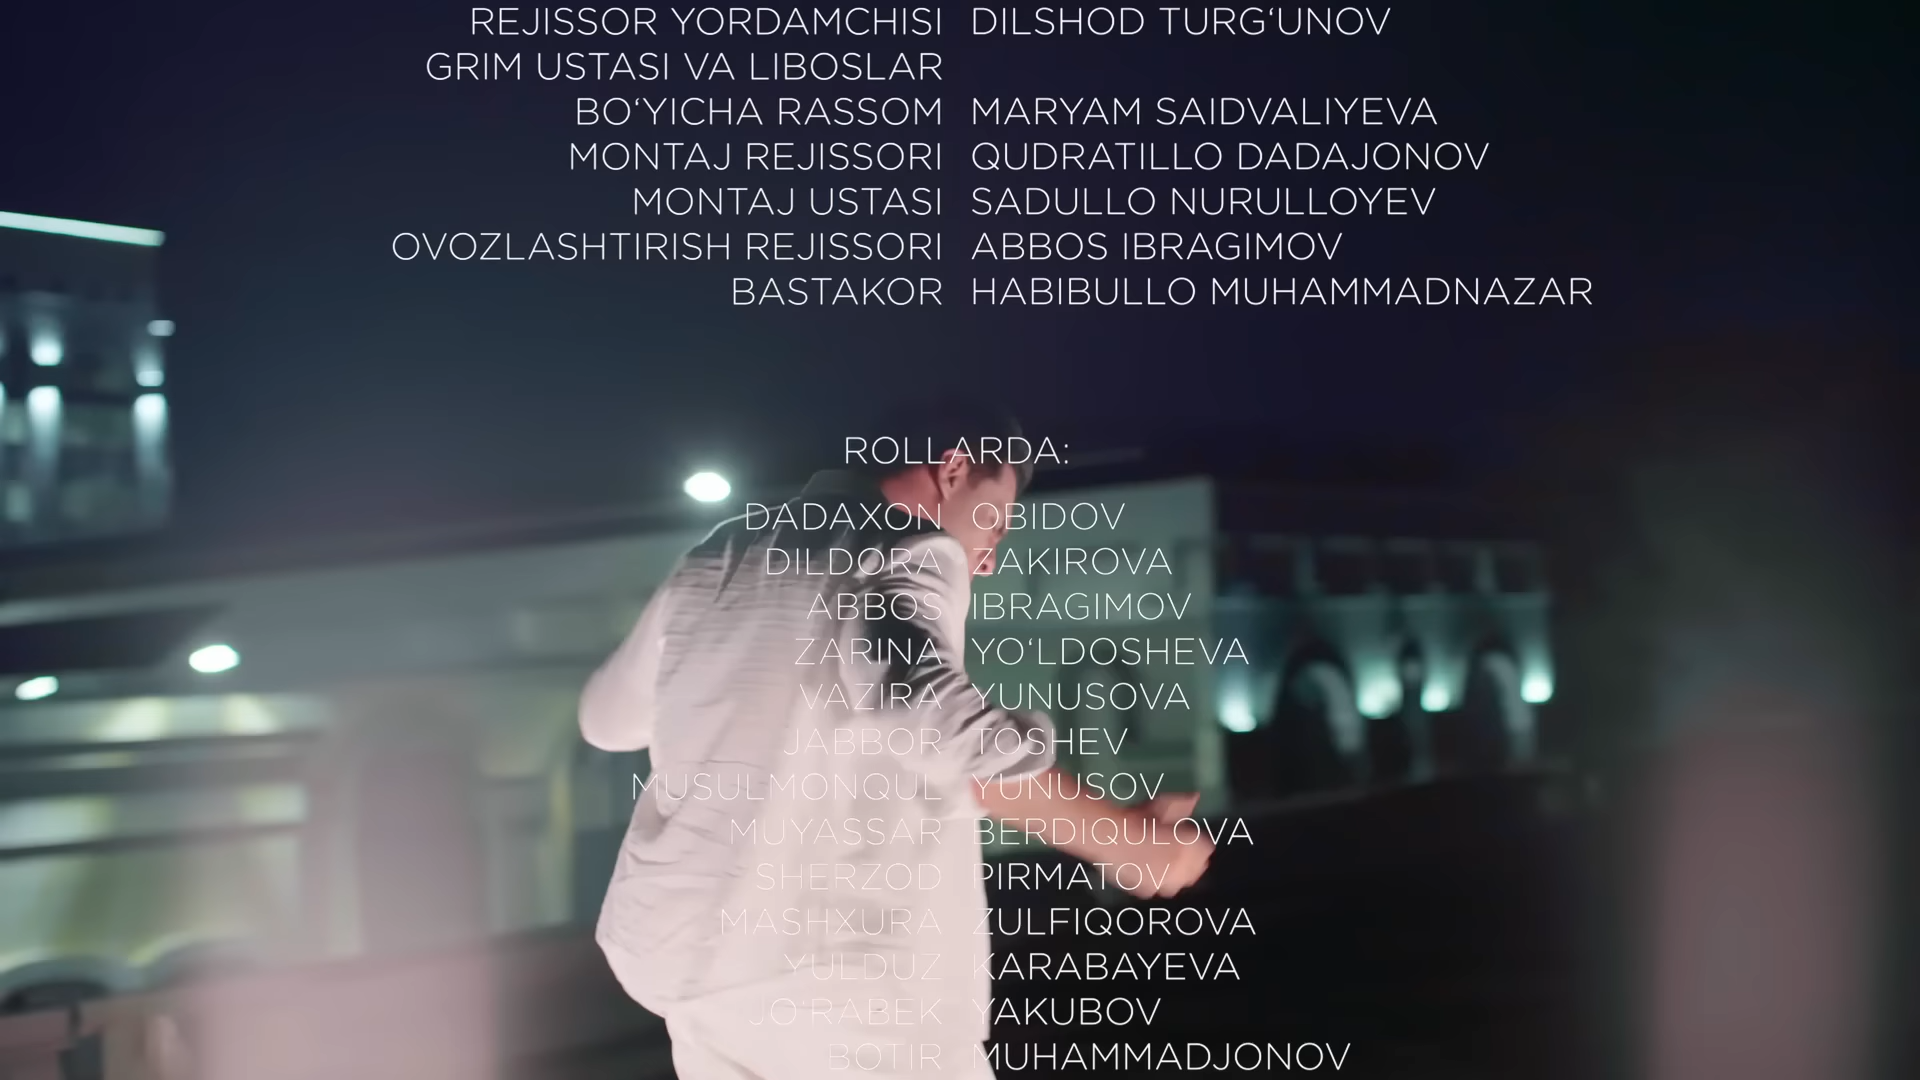 REJISSOR YORDAMCHISI DILSHOD TURG‘UNOV
GRIM USTASI VA LIBOSLAR
BO‘YICHA RASSOM MARYAM SAIDVALIYEVA
MONTAJ REJISSORI QUDRATILLO DADAJONOV
MONTAJ USTASI SADULLO NURULLOYEV
OVOZLASHTIRISH REJISSORI ABBOS IBRAGIMOV
BASTAKOR HABIBULLO MUHAMMADNAZAR
ROLLARDA:
DADAXON OBIDOV
DILDORA ZAKIROVA
ABBOS IBRAGIMOV
ZARINA YO‘LDOSHEVA
VAZIRA YUNUSOVA
JABBOR TOSHEV
MUSULMONQUL YUNUSOV
MUYASSAR BERDIQULOVA
SHERZOD PIRMATOV
MASHXURA ZULFIQOROVA
YULDUZ KARABAYEVA
JO‘RABEK YAKUBOV
BOTIR MUHAMMADJONOV